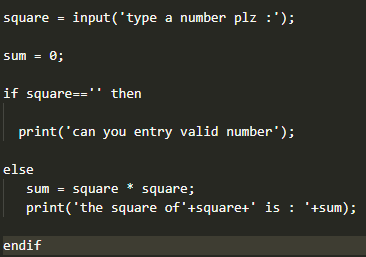 square = input('type a number plz :');
sum = 0;
if square=='' then
print('can you entry valid number');
else
sum = square * square;
print('the square of'+square+' is : '+sum);
endif